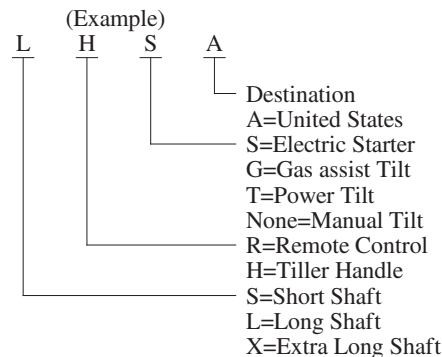 (Example)
L H S A
Destination
A=United States
S=Electric Starter
G=Gas assist Tilt
T=Power Tilt
None=Manual Tilt
R=Remote Control
H=Tiller Handle
S=Short Shaft
L=Long Shaft
X=Extra Long Shaft